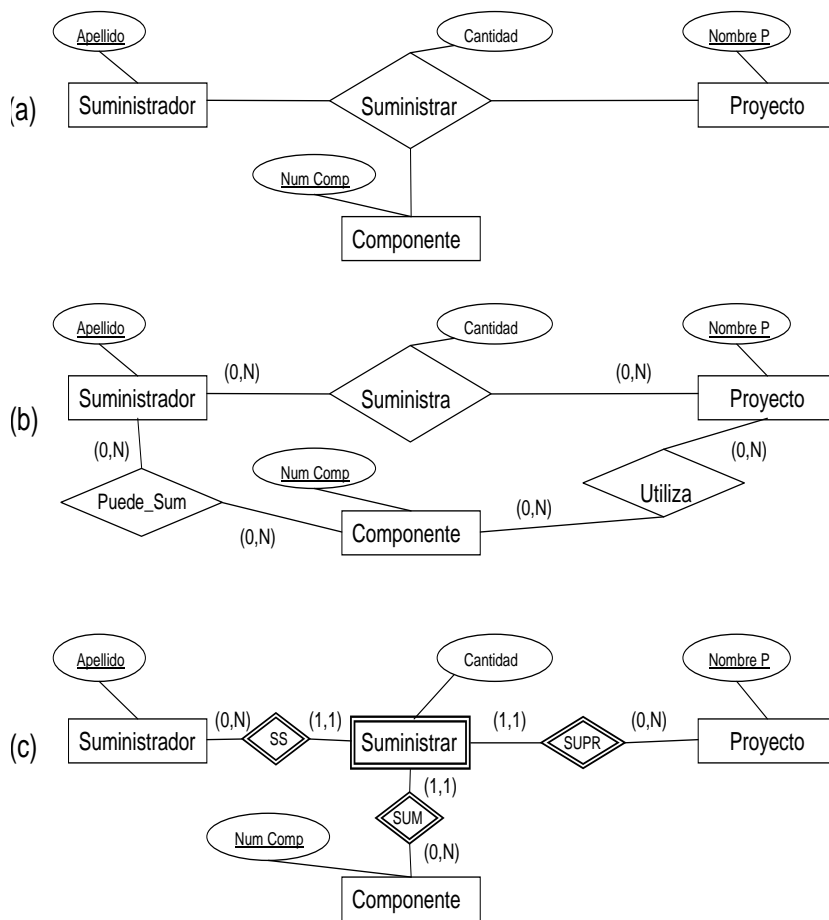 Apellido
Cantidad
Nombre P
(a)
Suministrador
Suministrar
Proyecto
Num Comp
Componente
Apellido
Cantidad
Nombre P
(b)
Suministrador
(0,N)
Suministra
(0,N)
Proyecto
(0,N)
(0,N)
Num Comp
Puede_Sum
Utiliza
(0,N)
Componente
(0,N)
Apellido
Cantidad
Nombre P
(c)
Suministrador
(0,N)
SS
(1,1)
Suministrar
(1,1)
SUPR
(0,N)
Proyecto
(1,1)
SUM
Num Comp
(0,N)
Componente